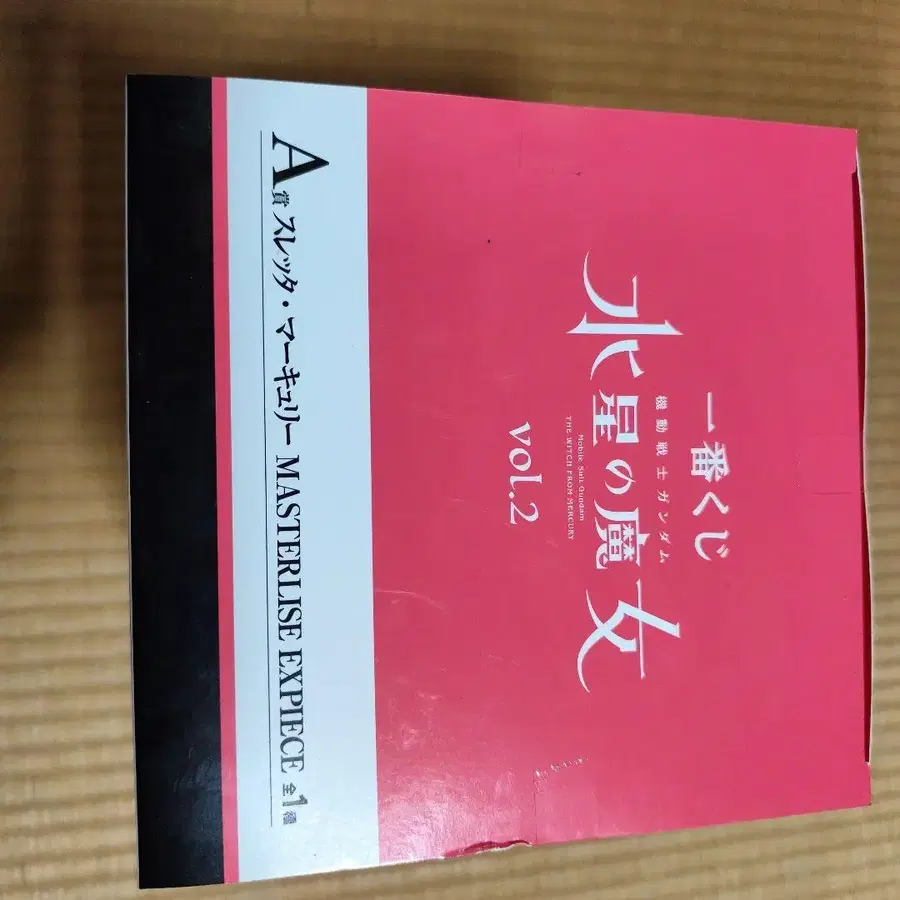 一番くじ
機動戦士ガンダム
水星の魔女
Mobile Suit Gundam
THE WITCH FROM MERCURY
vol.2
A賞 スレッタ・マーキュリー MASTERLISE EXPIECE 全1種